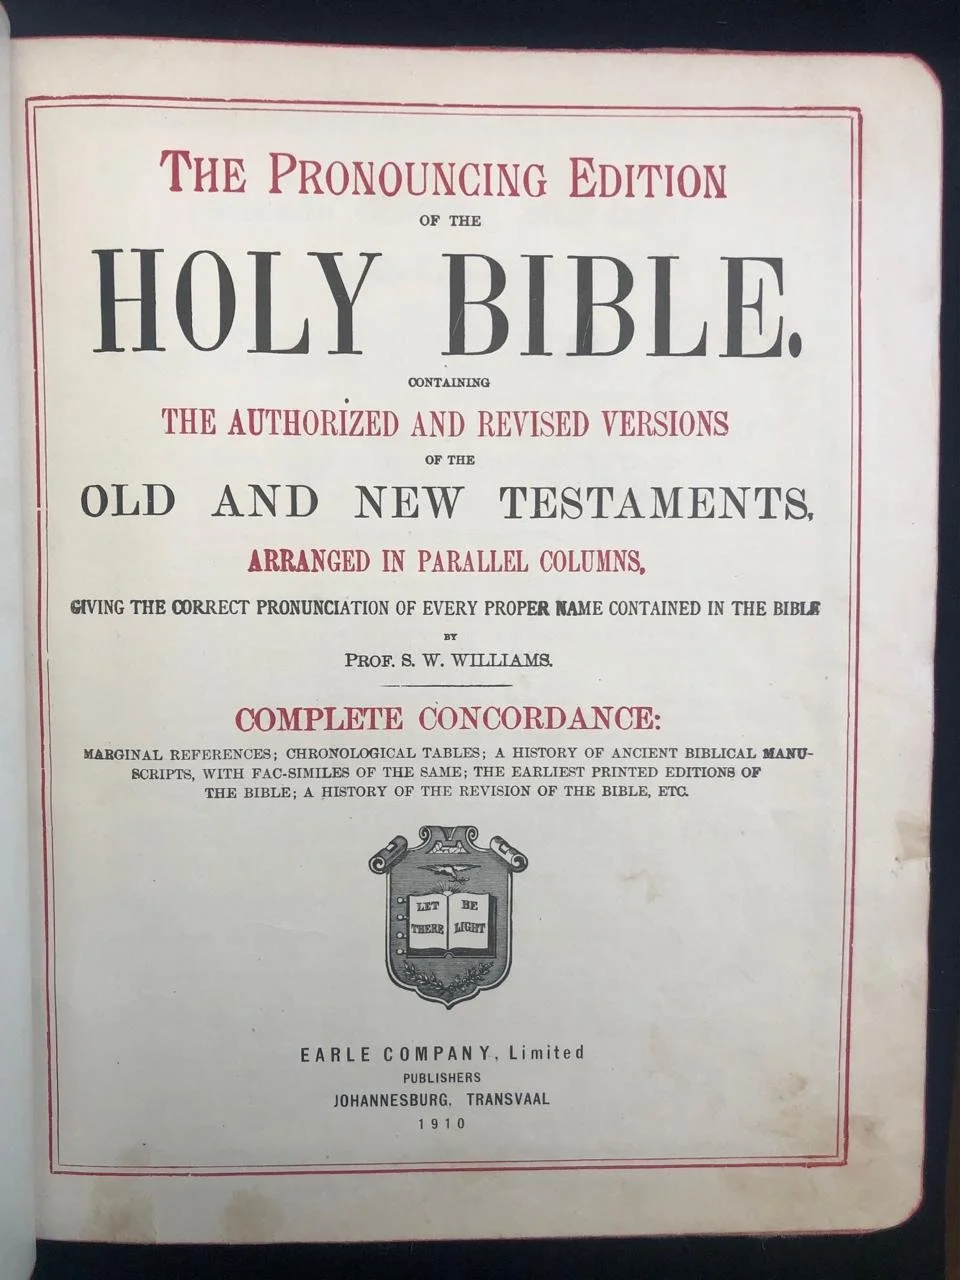 THE PRONOUNCING EDITION
OF THE
HOLY BIBLE.
CONTAINING
THE AUTHORIZED AND REVISED VERSIONS
OF THE
OLD AND NEW TESTAMENTS,
ARRANGED IN PARALLEL COLUMNS,
GIVING THE CORRECT PRONUNCIATION OF EVERY PROPER NAME CONTAINED IN THE BIBLE
BY
PROF. S. W. WILLIAMS.
COMPLETE CONCORDANCE:
MARGINAL REFERENCES; CHRONOLOGICAL TABLES; A HISTORY OF ANCIENT BIBLICAL MANU-
SCRIPTS, WITH FAC-SIMILES OF THE SAME; THE EARLIEST PRINTED EDITIONS OF
THE BIBLE; A HISTORY OF THE REVISION OF THE BIBLE, ETC.
LET THERE
BE LIGHT
EARLE COMPANY, Limited
PUBLISHERS
JOHANNESBURG, TRANSVAAL
1910